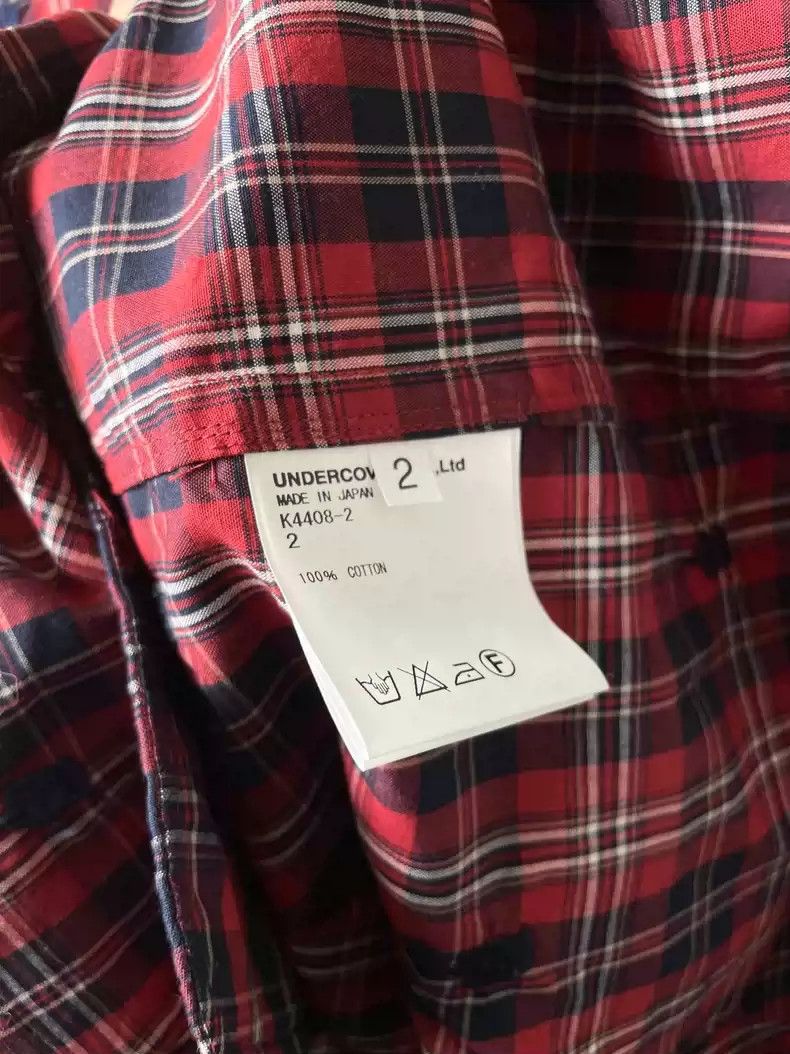 UNDERCOV 2 ,Ltd
MADE IN JAPAN
K4408-2
2
100% COTTON
F